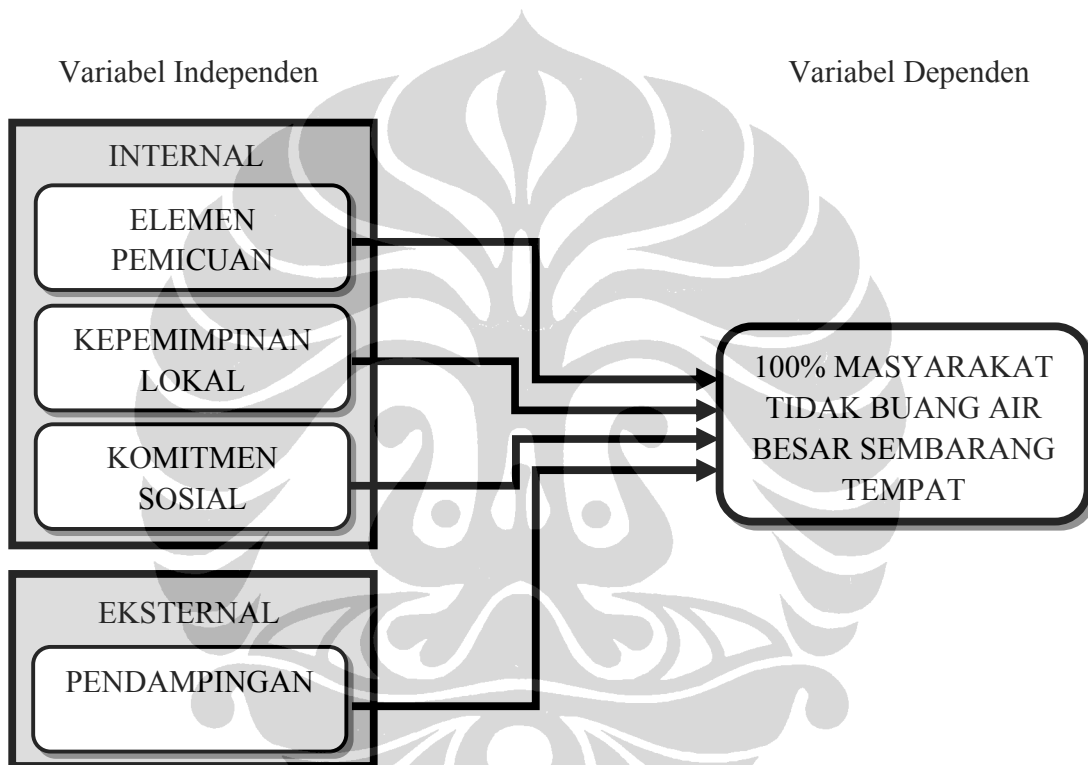 Variabel Independen
Variabel Dependen
INTERNAL
ELEMEN
PEMICUAN
KEPEMIMPINAN
LOKAL
KOMITMEN
SOSIAL
EKSTERNAL
PENDAMPINGAN
100% MASYARAKAT
TIDAK BUANG AIR
BESAR SEMBARANG
TEMPAT